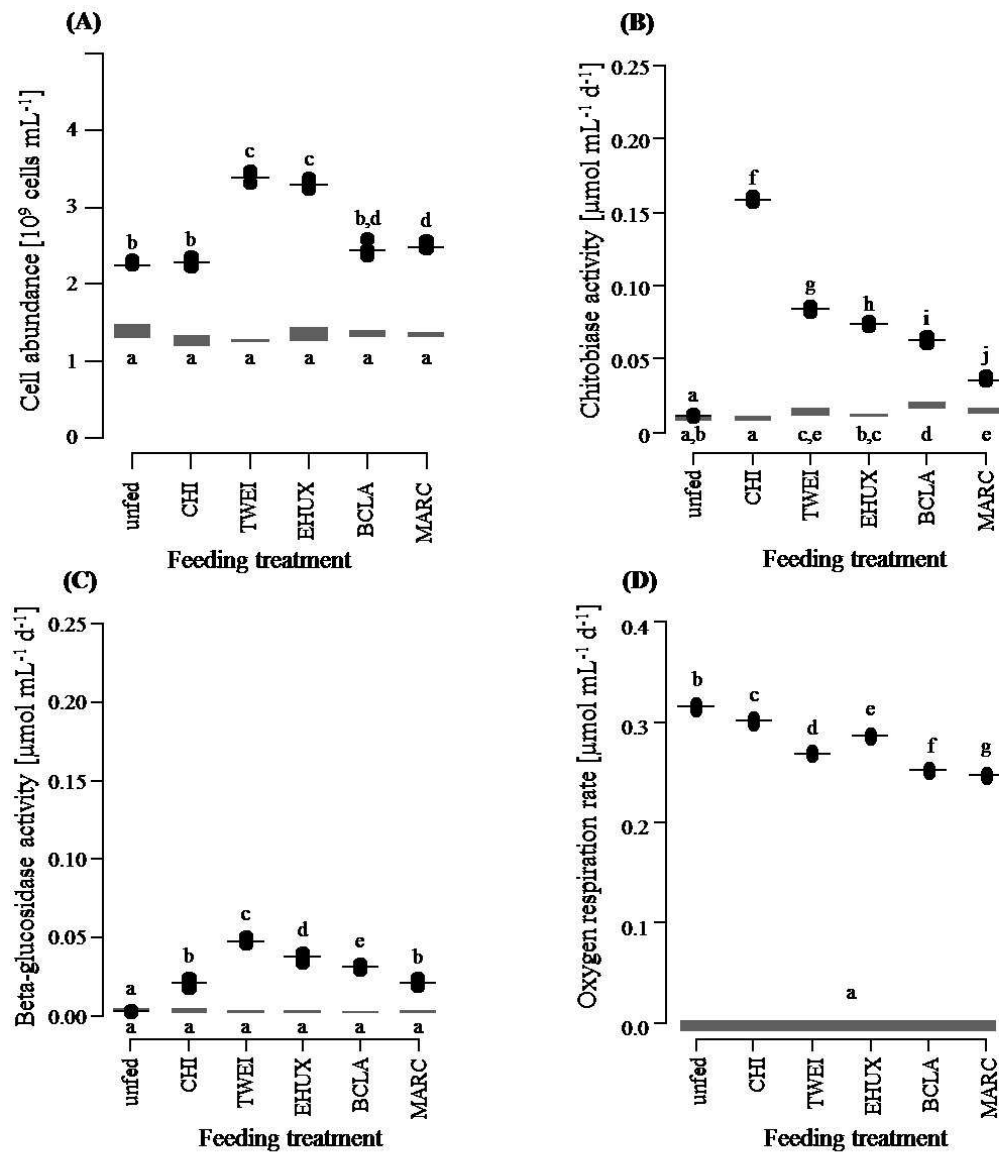 (A)
Cell abundance [10⁹ cells mL⁻¹]
4
3
2
1
0
b
b
c
c
b,d
d
a
a
a
a
a
a
unfed
CHI
TWEI
EHUX
BCLA
MARC
Feeding treatment
(B)
Chitobiase activity [µmol mL⁻¹ d⁻¹]
0.25
0.20
0.15
0.10
0.05
0
a
f
g
h
i
j
a,b
a
c,e
b,c
d
e
unfed
CHI
TWEI
EHUX
BCLA
MARC
Feeding treatment
(C)
Beta-glucosidase activity [µmol mL⁻¹ d⁻¹]
0.25
0.20
0.15
0.10
0.05
0.00
a
b
c
d
e
b
a
a
a
a
a
a
unfed
CHI
TWEI
EHUX
BCLA
MARC
Feeding treatment
(D)
Oxygen respiration rate [µmol mL⁻¹ d⁻¹]
0.4
0.3
0.2
0.1
0.0
b
c
d
e
f
g
a
unfed
CHI
TWEI
EHUX
BCLA
MARC
Feeding treatment